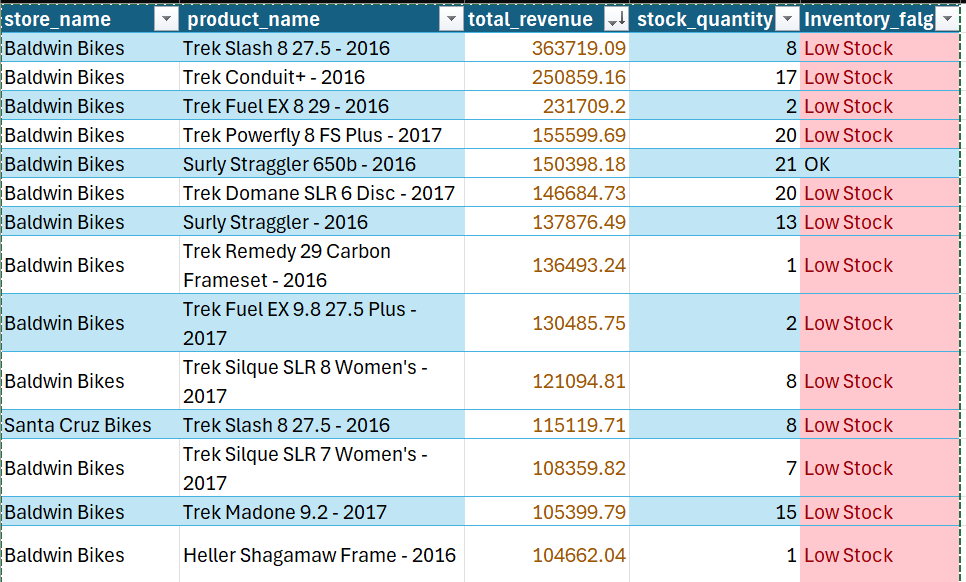 store_name product_name total_revenue stock_quantity Inventory_falg
Baldwin Bikes Trek Slash 8 27.5 - 2016 363719.09 8 Low Stock
Baldwin Bikes Trek Conduit+ - 2016 250859.16 17 Low Stock
Baldwin Bikes Trek Fuel EX 8 29 - 2016 231709.2 2 Low Stock
Baldwin Bikes Trek Powerfly 8 FS Plus - 2017 155599.69 20 Low Stock
Baldwin Bikes Surly Straggler 650b - 2016 150398.18 21 OK
Baldwin Bikes Trek Domane SLR 6 Disc - 2017 146684.73 20 Low Stock
Baldwin Bikes Surly Straggler - 2016 137876.49 13 Low Stock
Baldwin Bikes Trek Remedy 29 Carbon
Frameset - 2016 136493.24 1 Low Stock
Baldwin Bikes Trek Fuel EX 9.8 27.5 Plus -
2017 130485.75 2 Low Stock
Baldwin Bikes Trek Silque SLR 8 Women's -
2017 121094.81 8 Low Stock
Santa Cruz Bikes Trek Slash 8 27.5 - 2016 115119.71 8 Low Stock
Baldwin Bikes Trek Silque SLR 7 Women's -
2017 108359.82 7 Low Stock
Baldwin Bikes Trek Madone 9.2 - 2017 105399.79 15 Low Stock
Baldwin Bikes Heller Shagamaw Frame - 2016 104662.04 1 Low Stock